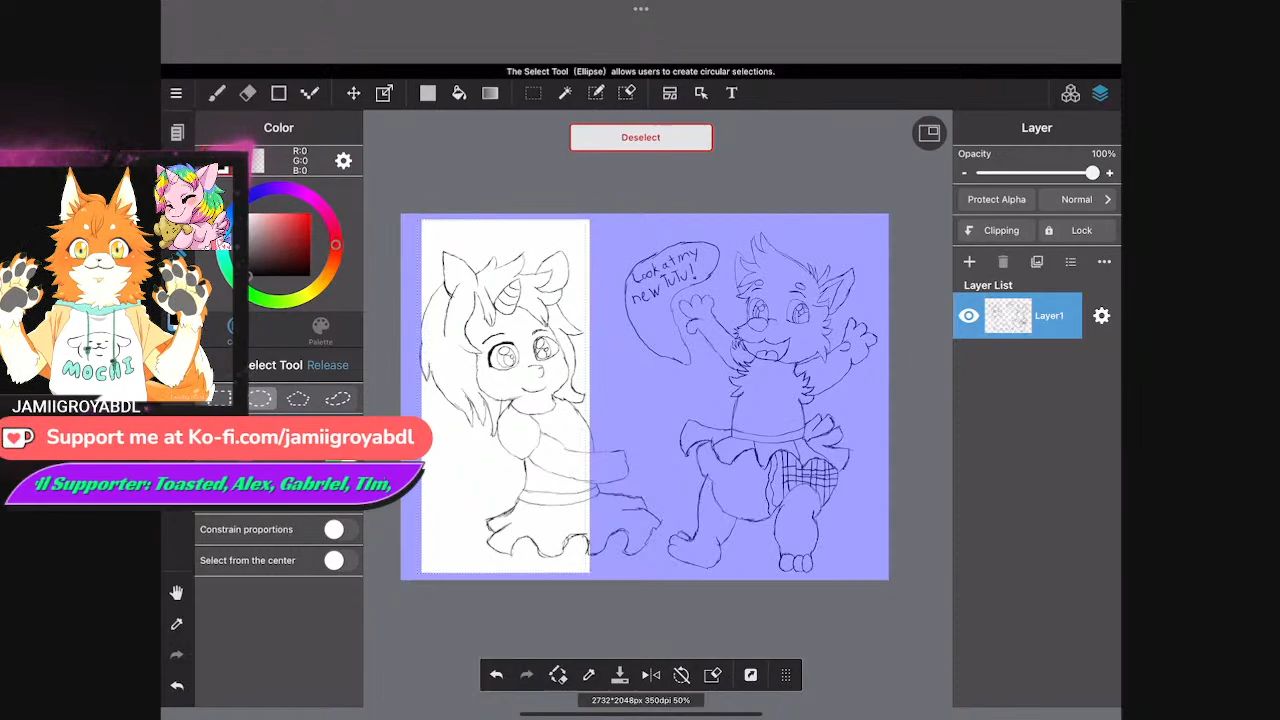 The Select Tool (Ellipse) allows users to create circular selections.
Color
Deselect
Layer
R:0
G:0
B:0
Opacity
100%
- +
Protect Alpha
Normal
Clipping
Lock
Layer List
Layer1
Look at my
new TuTu!
Palette
MOCHI
Select Tool Release
JAMIIGROYABDL
Support me at Ko-fi.com/jamiigroyabdl
Supporter: Toasted, Alex, Gabriel, Tim,
Constrain proportions
Select from the center
2732*2048px 350dpi 50%